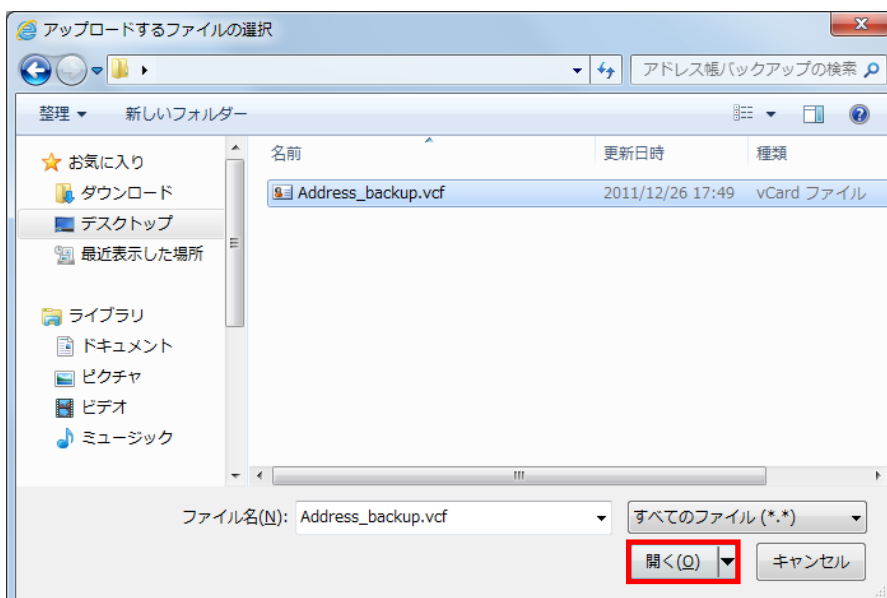 アップロードするファイルの選択
アドレス帳バックアップの検索
整理 新しいフォルダー
名前 更新日時 種類
お気に入り
ダウンロード
デスクトップ
最近表示した場所
ライブラリ
ドキュメント
ピクチャ
ビデオ
ミュージック
Address_backup.vcf 2011/12/26 17:49 vCard ファイル
ファイル名(N): Address_backup.vcf すべてのファイル (*.*)
開く(O) キャンセル